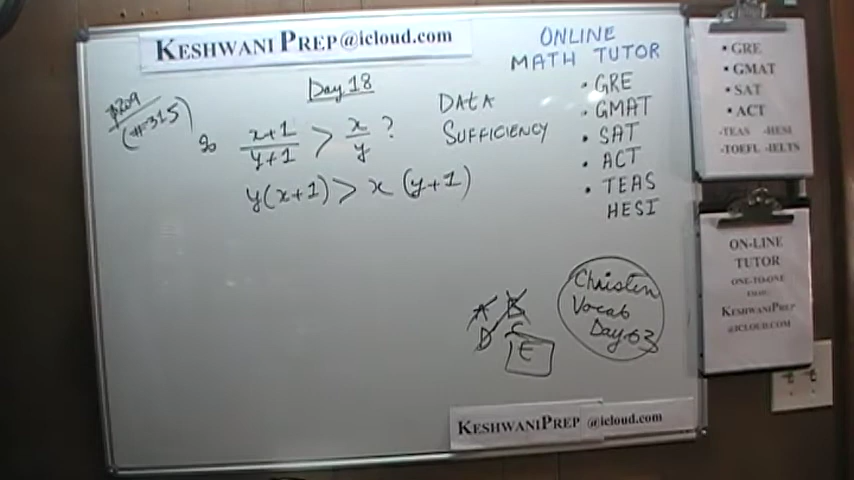 KESHWANI PREP@icloud.com
Day 18
(#315)
Is x+1/y+1 > x/y ?
y(x+1) > x (y+1)
DATA
SUFFICIENCY
ONLINE
MATH TUTOR
• GRE
• GMAT
• SAT
• ACT
• TEAS
HESI
A B
D C
E
Christen
Vocab
Day 63
KESHWANIPREP @icloud.com
• GRE
• GMAT
• SAT
• ACT
-TEAS -HESI
-TOEFL -IELTS
ON-LINE
TUTOR
ONE-TO-ONE
KESHWANIPREP
@ICLOUD.COM